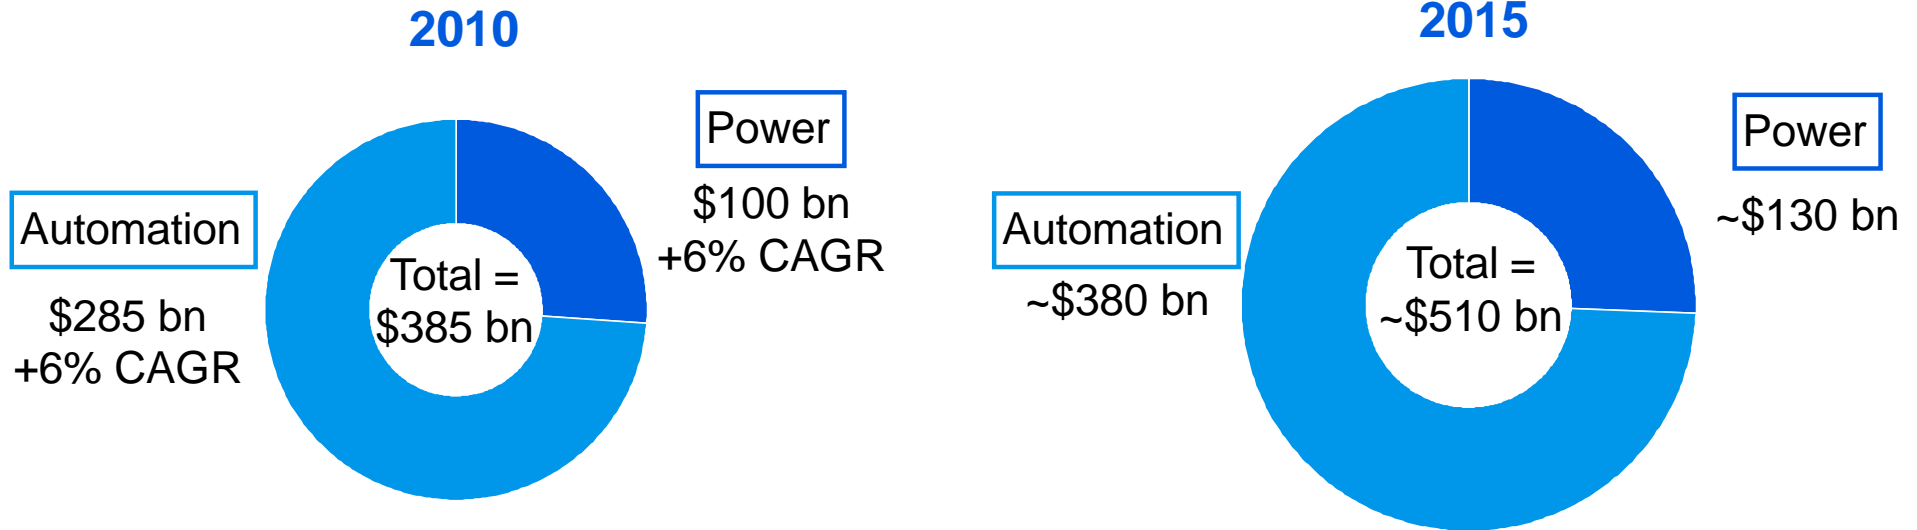 2010
Automation
$285 bn
+6% CAGR
Total =
$385 bn
Power
$100 bn
+6% CAGR
2015
Automation
~$380 bn
Total =
~$510 bn
Power
~$130 bn